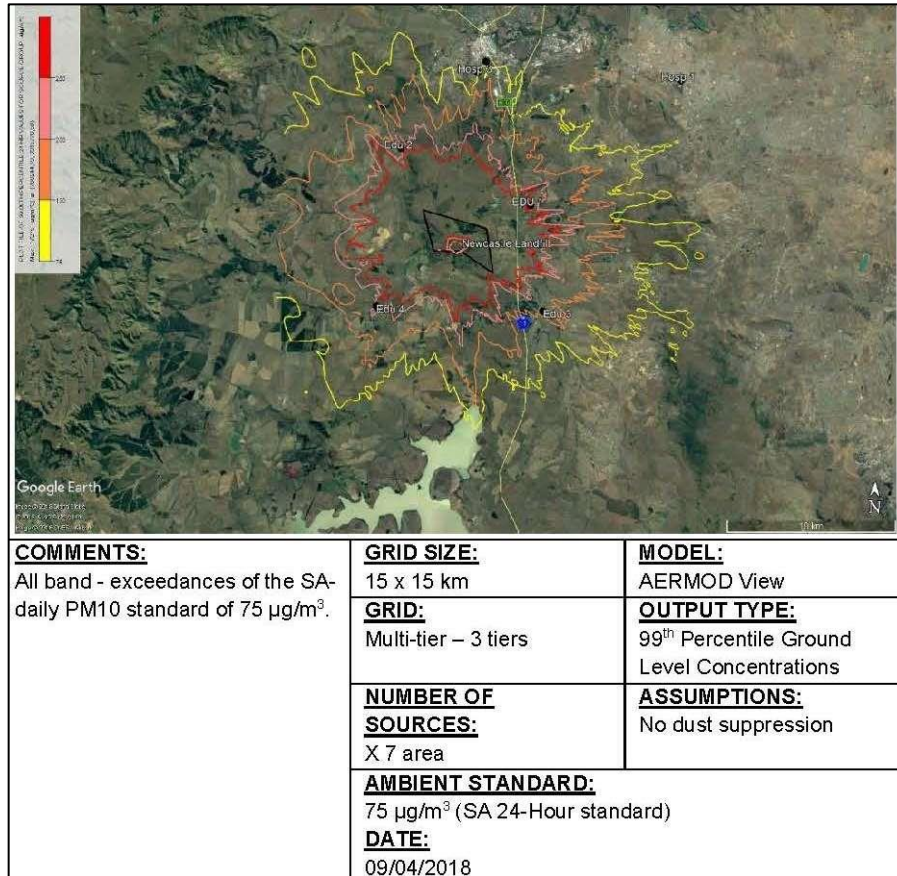 Hosp 1
Edu 2
EDU
Newcastle Landfill
Edu 4
Edu 3
Google Earth
N
10 km
COMMENTS:
All band - exceedances of the SA-
daily PM10 standard of 75 µg/m³.
GRID SIZE:
15 x 15 km
MODEL:
AERMOD View
GRID:
Multi-tier – 3 tiers
OUTPUT TYPE:
99th Percentile Ground
Level Concentrations
NUMBER OF
SOURCES:
X 7 area
ASSUMPTIONS:
No dust suppression
AMBIENT STANDARD:
75 µg/m³ (SA 24-Hour standard)
DATE:
09/04/2018